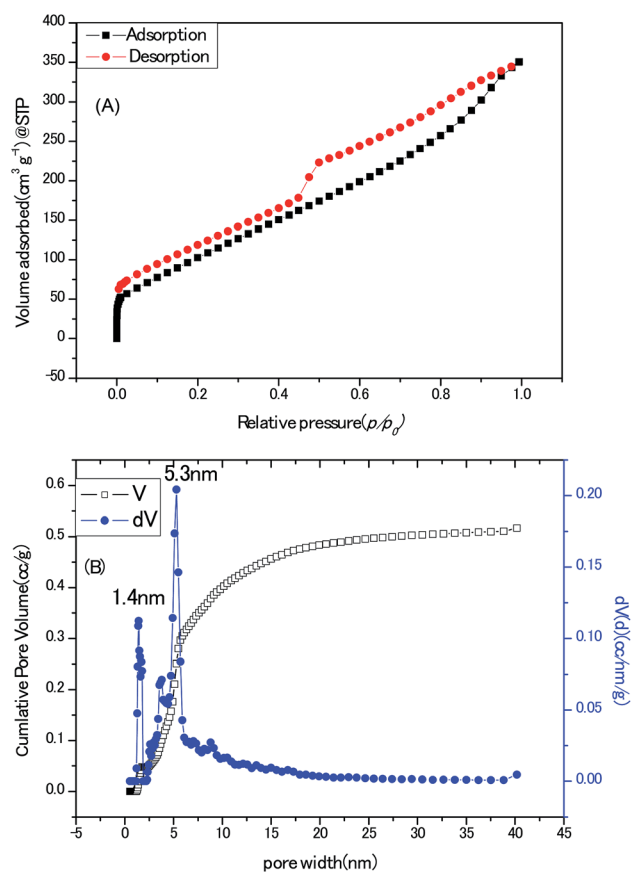 400
350
300
250
200
150
100
50
0
-50
Adsorption
Desorption
(A)
Volume adsorbed(cm³ g⁻¹) @STP
0.0 0.2 0.4 0.6 0.8 1.0
Relative pressure(p/p₀)
0.6
0.5
0.4
0.3
0.2
0.1
0.0
V
dV
5.3nm
(B)
1.4nm
Cumlative Pore Volume(cc/g)
0.20
0.15
0.10
0.05
0.00
dV(d)(cc/nm/g)
-5 0 5 10 15 20 25 30 35 40 45
pore width(nm)